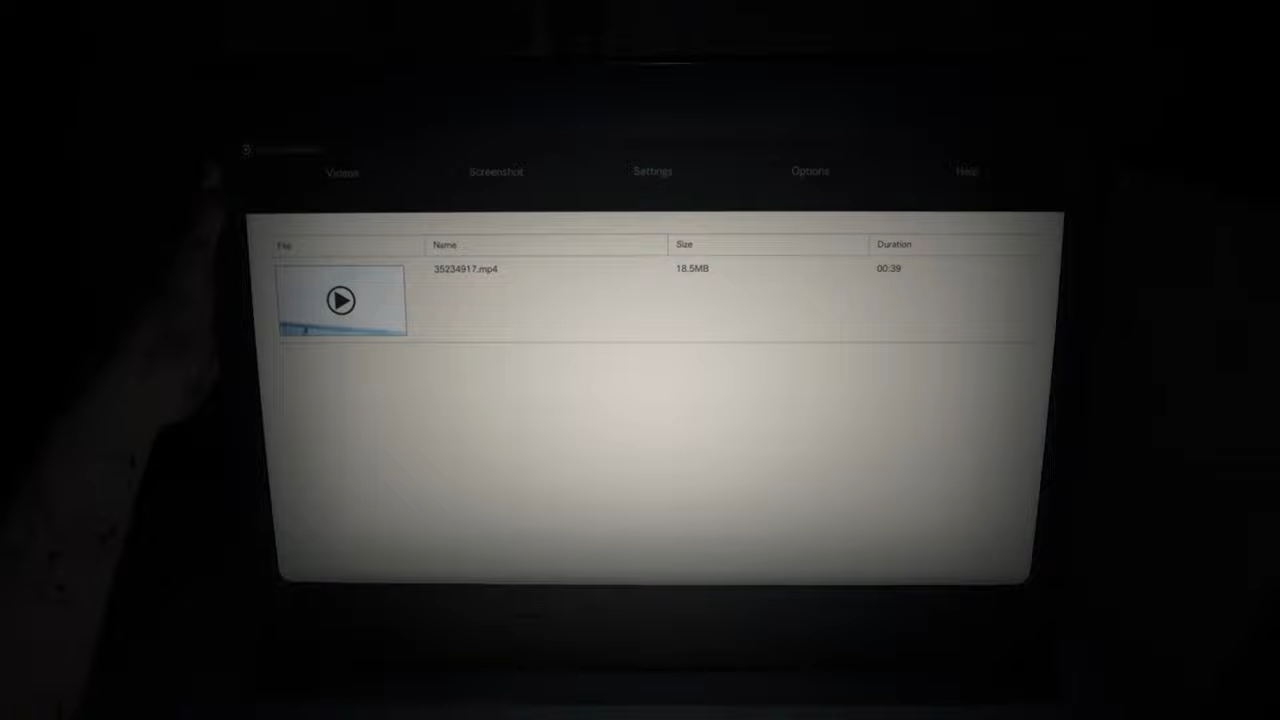 Videos Screenshot Settings Options Help
File Name Size Duration
35234917.mp4 18.5MB 00:39